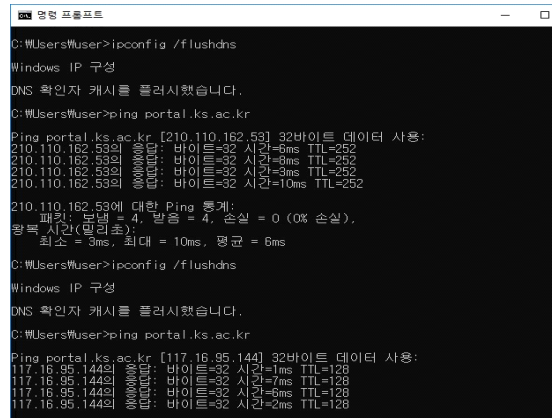 명령 프롬프트
C:₩Users₩user>ipconfig /flushdns
Windows IP 구성
DNS 확인자 캐시를 플러시했습니다.
C:₩Users₩user>ping portal.ks.ac.kr
Ping portal.ks.ac.kr [210.110.162.53] 32바이트 데이터 사용:
210.110.162.53의 응답: 바이트=32 시간=6ms TTL=252
210.110.162.53의 응답: 바이트=32 시간=8ms TTL=252
210.110.162.53의 응답: 바이트=32 시간=3ms TTL=252
210.110.162.53의 응답: 바이트=32 시간=10ms TTL=252
210.110.162.53에 대한 Ping 통계:
패킷: 보냄 = 4, 받음 = 4, 손실 = 0 (0% 손실),
왕복 시간(밀리초):
최소 = 3ms, 최대 = 10ms, 평균 = 6ms
C:₩Users₩user>ipconfig /flushdns
Windows IP 구성
DNS 확인자 캐시를 플러시했습니다.
C:₩Users₩user>ping portal.ks.ac.kr
Ping portal.ks.ac.kr [117.16.95.144] 32바이트 데이터 사용:
117.16.95.144의 응답: 바이트=32 시간=1ms TTL=128
117.16.95.144의 응답: 바이트=32 시간=7ms TTL=128
117.16.95.144의 응답: 바이트=32 시간=6ms TTL=128
117.16.95.144의 응답: 바이트=32 시간=2ms TTL=128